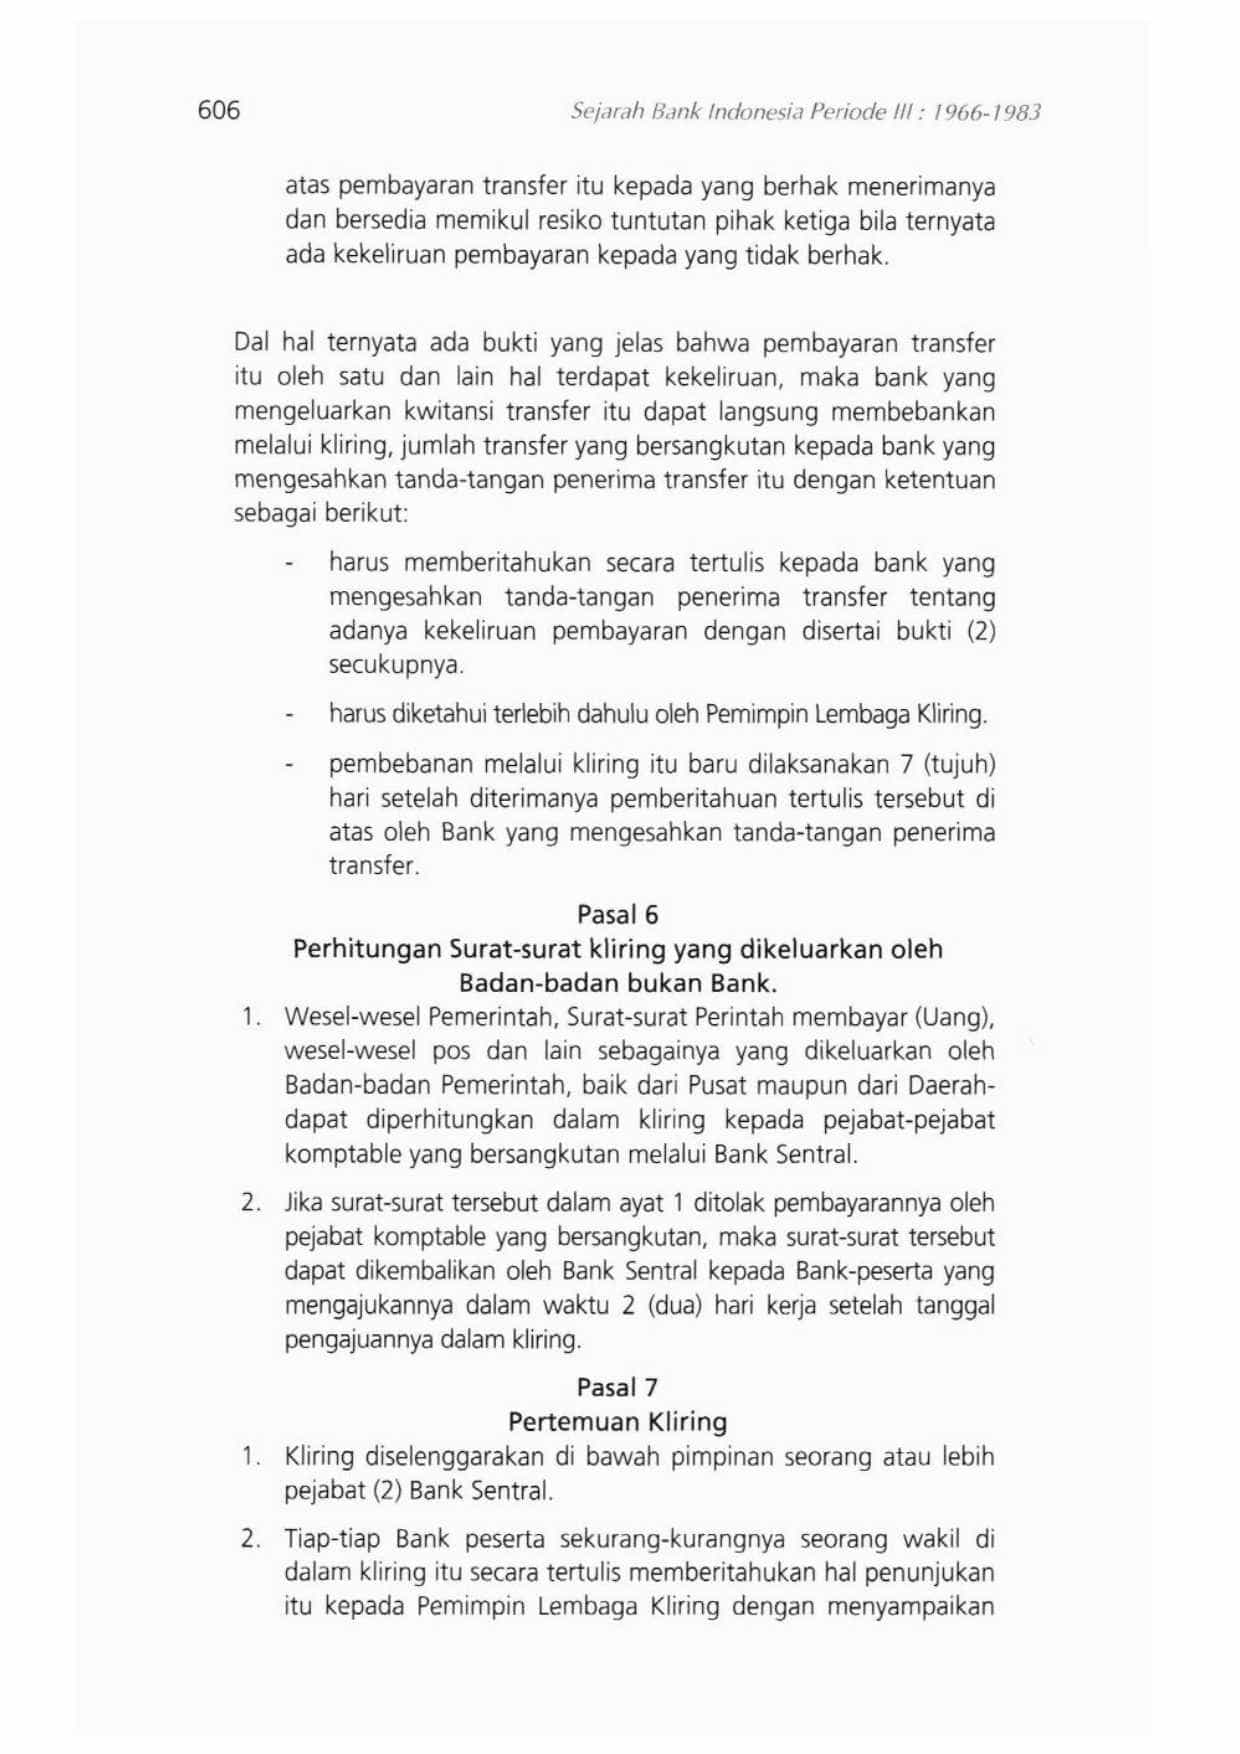 606
Sejarah Bank Indonesia Periode III : 1966-1983
atas pembayaran transfer itu kepada yang berhak menerimanya
dan bersedia memikul resiko tuntutan pihak ketiga bila ternyata
ada kekeliruan pembayaran kepada yang tidak berhak.
Dal hal ternyata ada bukti yang jelas bahwa pembayaran transfer
itu oleh satu dan lain hal terdapat kekeliruan, maka bank yang
mengeluarkan kwitansi transfer itu dapat langsung membebankan
melalui kliring, jumlah transfer yang bersangkutan kepada bank yang
mengesahkan tanda-tangan penerima transfer itu dengan ketentuan
sebagai berikut:
- harus memberitahukan secara tertulis kepada bank yang
mengesahkan tanda-tangan penerima transfer tentang
adanya kekeliruan pembayaran dengan disertai bukti (2)
secukupnya.
- harus diketahui terlebih dahulu oleh Pemimpin Lembaga Kliring.
- pembebanan melalui kliring itu baru dilaksanakan 7 (tujuh)
hari setelah diterimanya pemberitahuan tertulis tersebut di
atas oleh Bank yang mengesahkan tanda-tangan penerima
transfer.
Pasal 6
Perhitungan Surat-surat kliring yang dikeluarkan oleh
Badan-badan bukan Bank.
1. Wesel-wesel Pemerintah, Surat-surat Perintah membayar (Uang),
wesel-wesel pos dan lain sebagainya yang dikeluarkan oleh
Badan-badan Pemerintah, baik dari Pusat maupun dari Daerah-
dapat diperhitungkan dalam kliring kepada pejabat-pejabat
komptable yang bersangkutan melalui Bank Sentral.
2. Jika surat-surat tersebut dalam ayat 1 ditolak pembayarannya oleh
pejabat komptable yang bersangkutan, maka surat-surat tersebut
dapat dikembalikan oleh Bank Sentral kepada Bank-peserta yang
mengajukannya dalam waktu 2 (dua) hari kerja setelah tanggal
pengajuannya dalam kliring.
Pasal 7
Pertemuan Kliring
1. Kliring diselenggarakan di bawah pimpinan seorang atau lebih
pejabat (2) Bank Sentral.
2. Tiap-tiap Bank peserta sekurang-kurangnya seorang wakil di
dalam kliring itu secara tertulis memberitahukan hal penunjukan
itu kepada Pemimpin Lembaga Kliring dengan menyampaikan